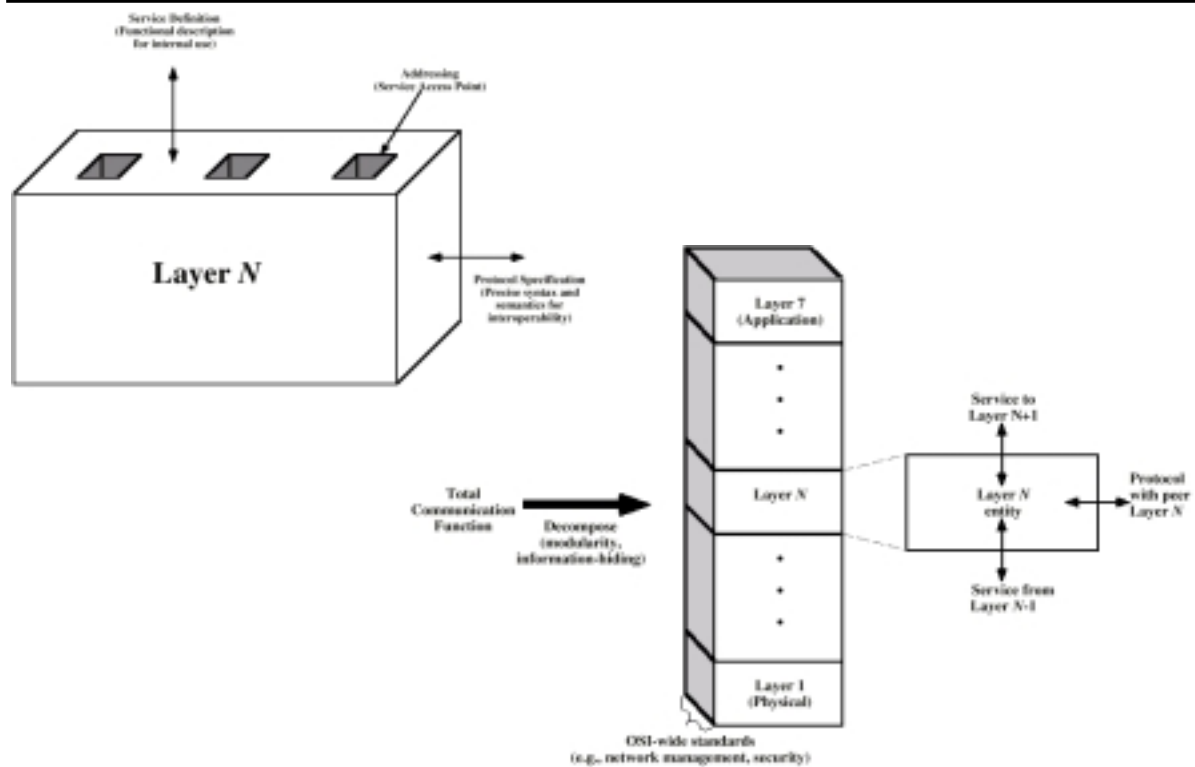 Service Definition
(Functional description
for internal use)
Addressing
(Service Access Point)
Layer N
Protocol Specification
(Precise syntax and
semantics for
interoperability)
Layer 7
(Application)
Service to
Layer N+1
Total
Communication
Function
Decompose
(modularity,
information-hiding)
Layer N
Layer N
entity
Protocol
with peer
Layer N
Service from
Layer N-1
Layer 1
(Physical)
OSI-wide standards
(e.g., network management, security)